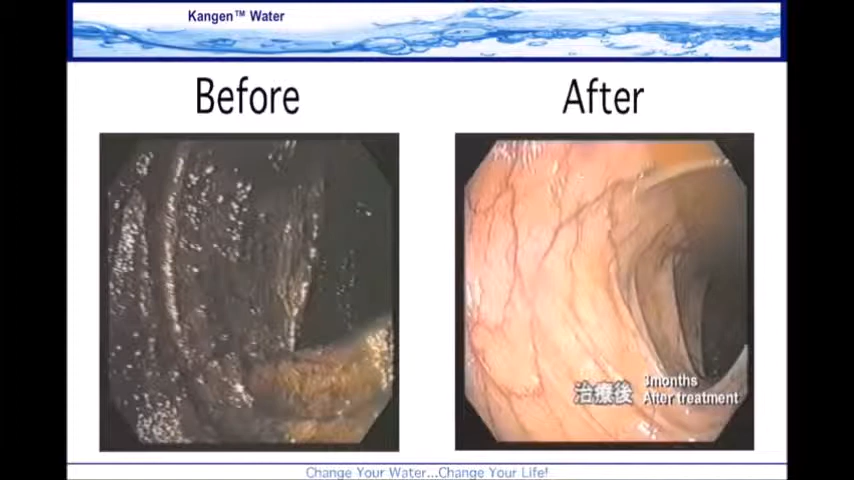 Kangen™ Water
Before
After
治療後
3months
After treatment
Change Your Water...Change Your Life!